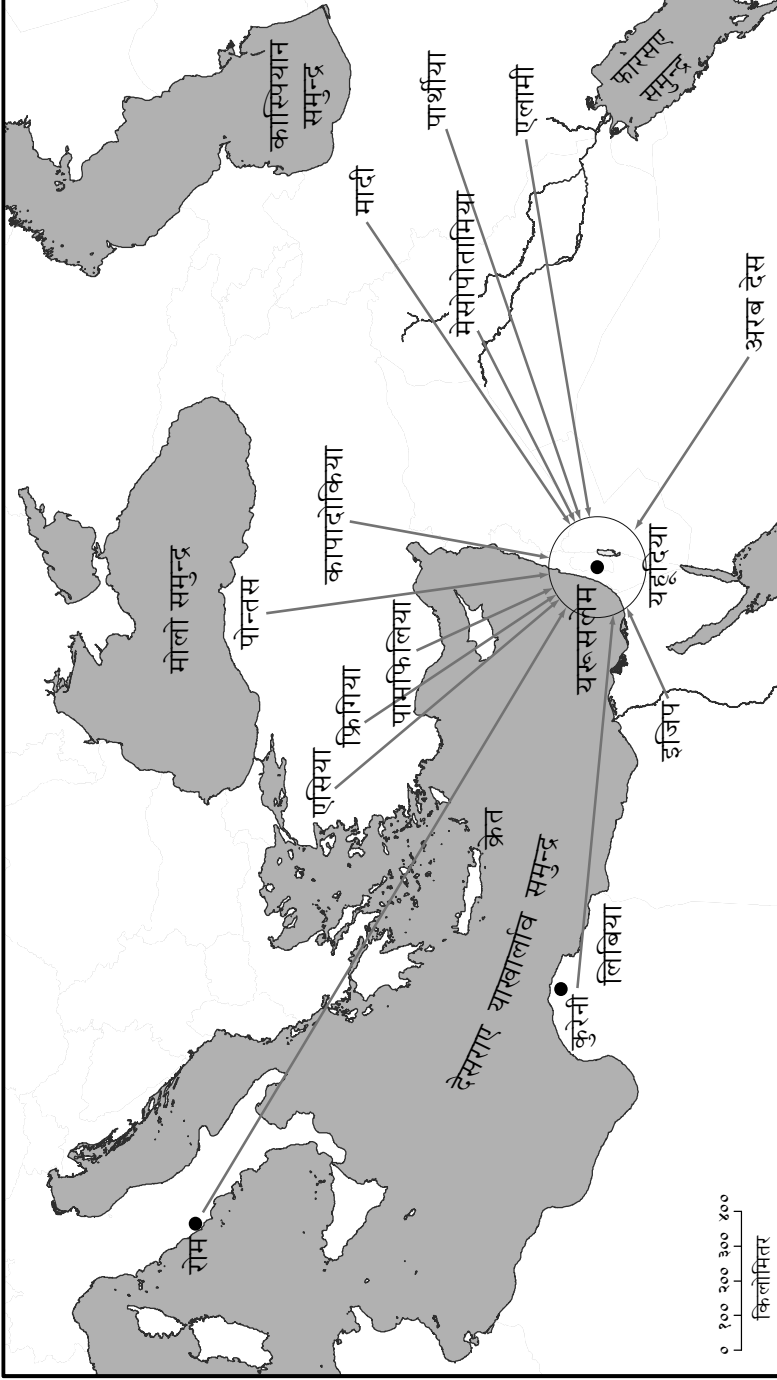 रोम
मोलो समुन्द्र
कास्पियान
समुन्द्र
पोन्तस
एसिया
फ्रिगिया
कापादोकिया
मादी
पामफिलिया
पार्थीया
मेसोपोतामिया
क्रेत
एलामी
देसराए समुन्द्र
कुरेनी
लिबिया
यरूसलोम
यहूदिया
इजिप
फारसए
समुन्द्र
अरब देस
० १०० २०० ३०० ४००
किलोमितर